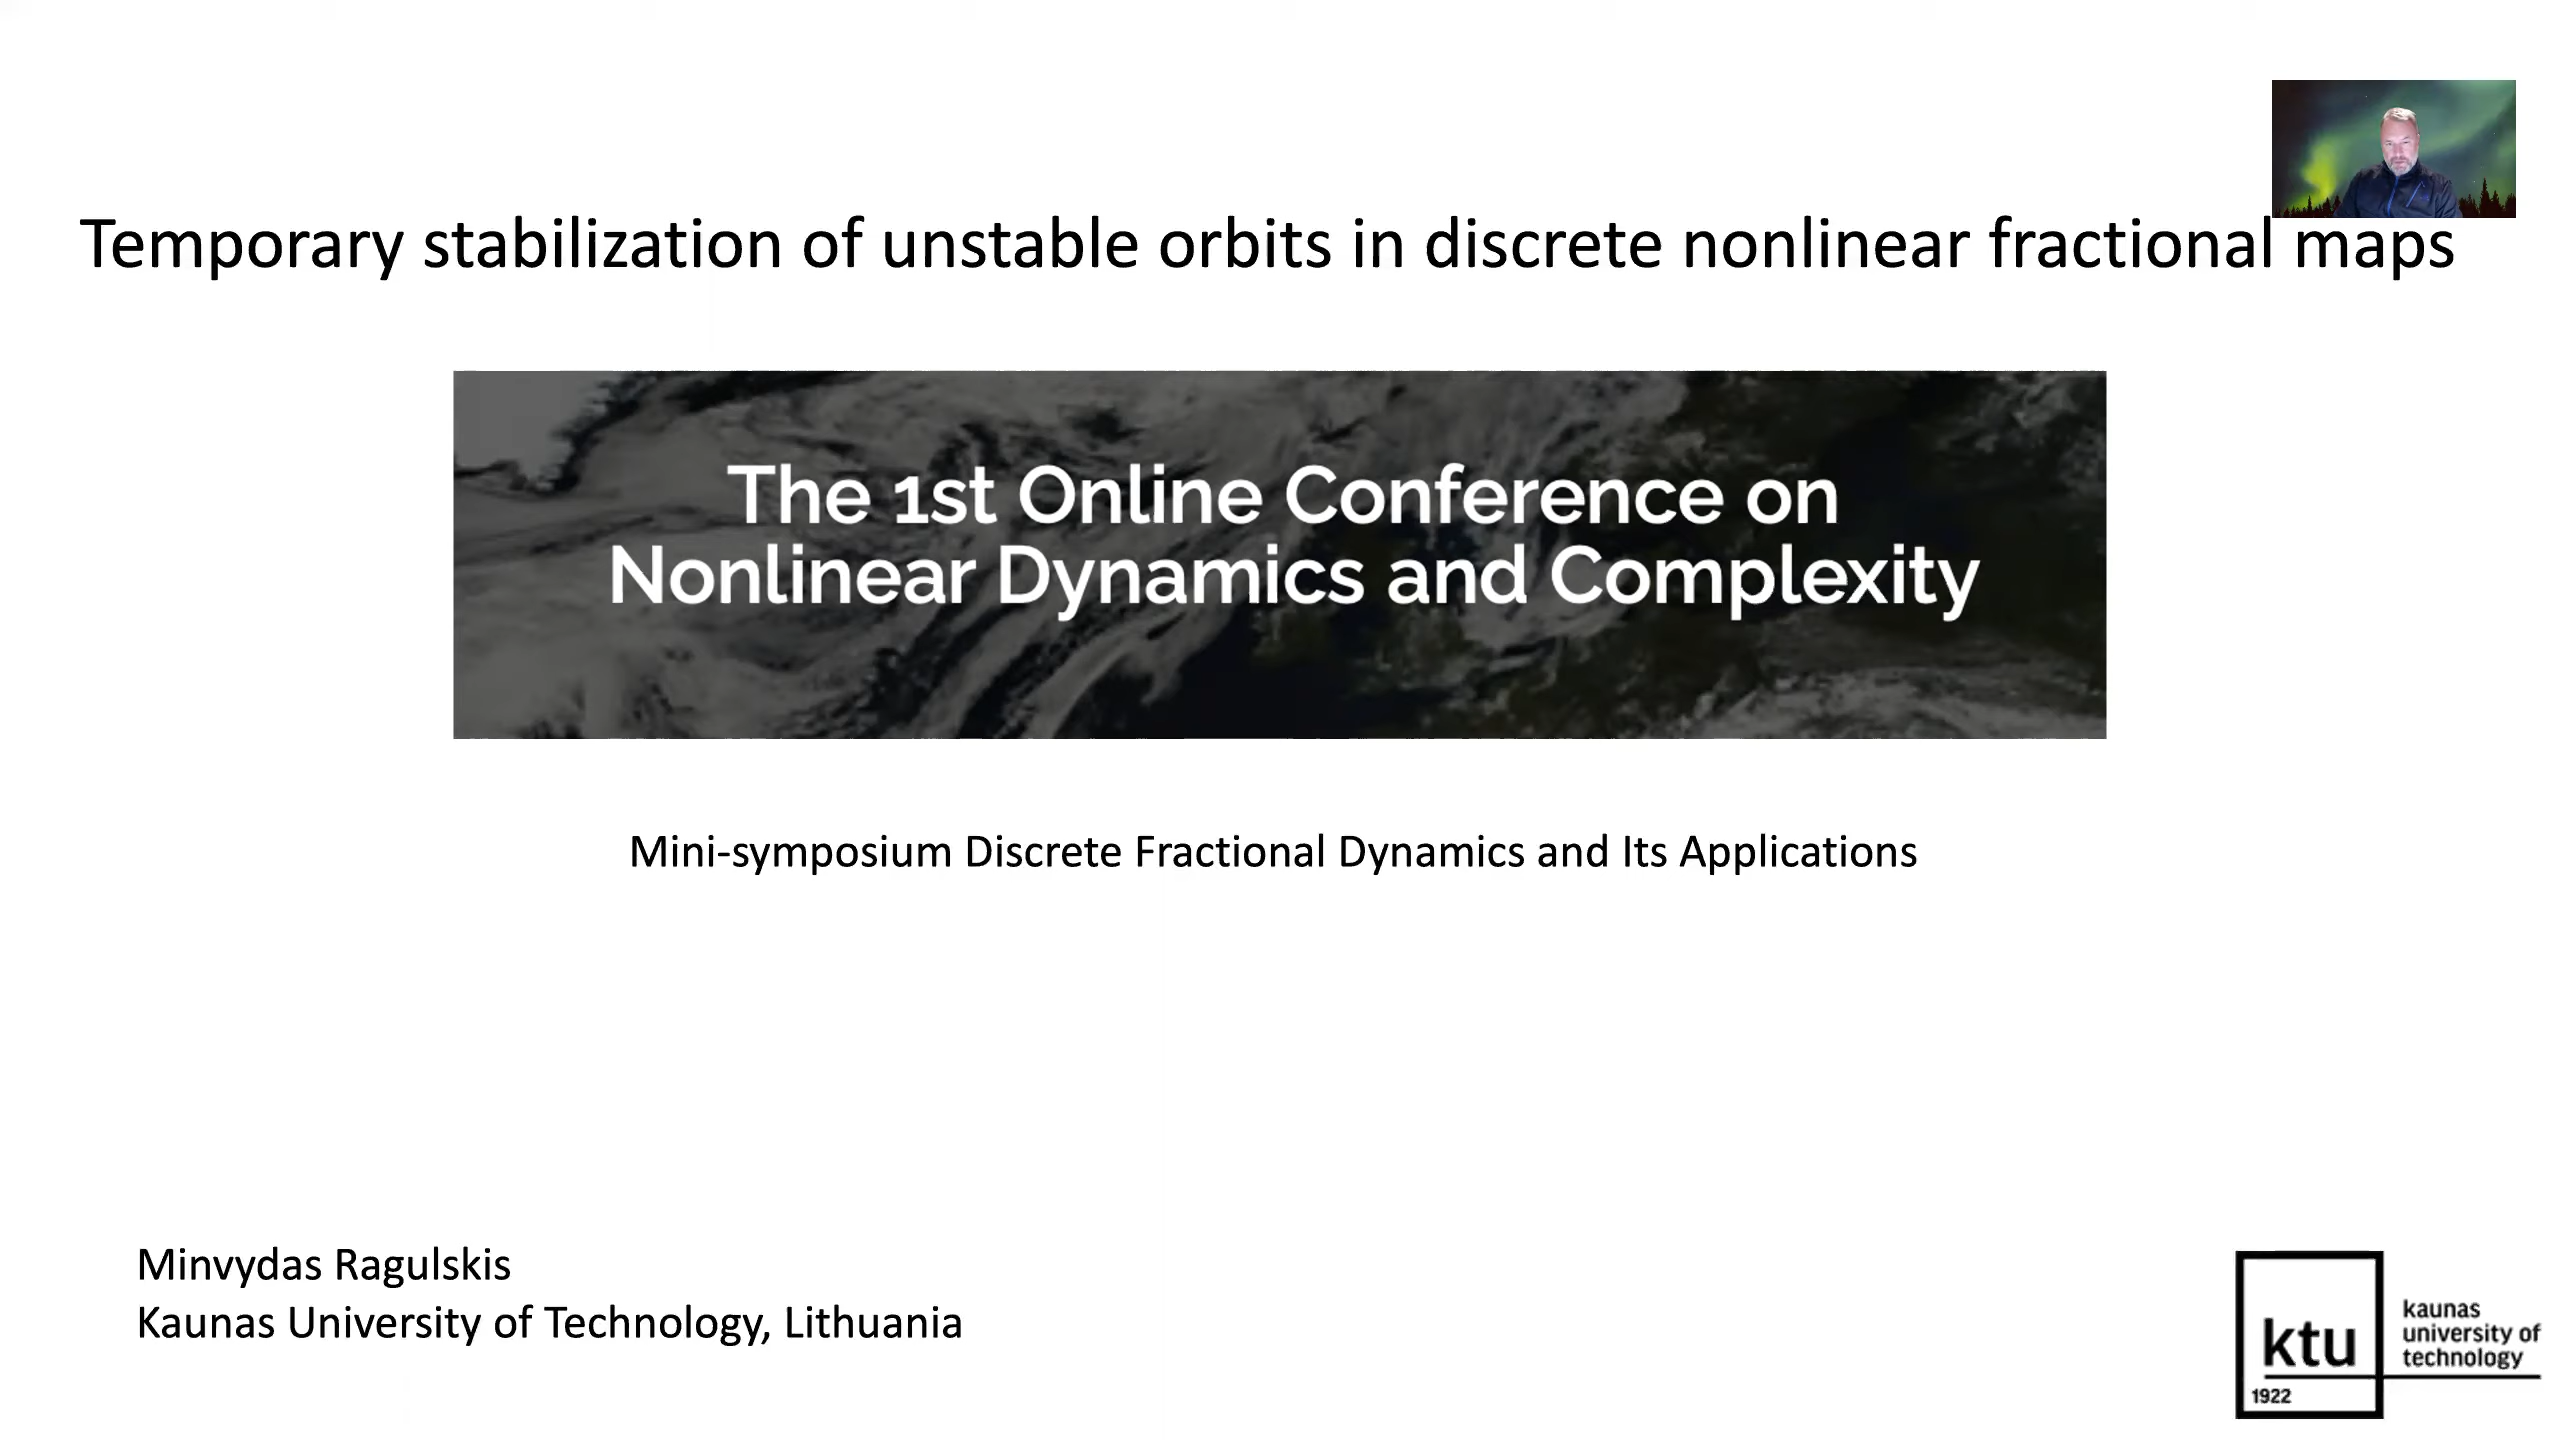 Temporary stabilization of unstable orbits in discrete nonlinear fractional maps
The 1st Online Conference on
Nonlinear Dynamics and Complexity
Mini-symposium Discrete Fractional Dynamics and Its Applications
Minvydas Ragulskis
Kaunas University of Technology, Lithuania
ktu
1922
kaunas
university of
technology